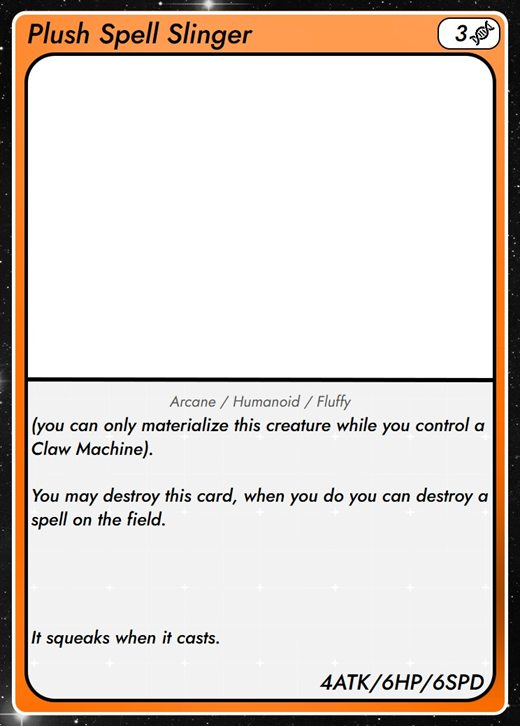 Plush Spell Slinger
3
Arcane / Humanoid / Fluffy
(you can only materialize this creature while you control a
Claw Machine).
You may destroy this card, when you do you can destroy a
spell on the field.
It squeaks when it casts.
4ATK/6HP/6SPD